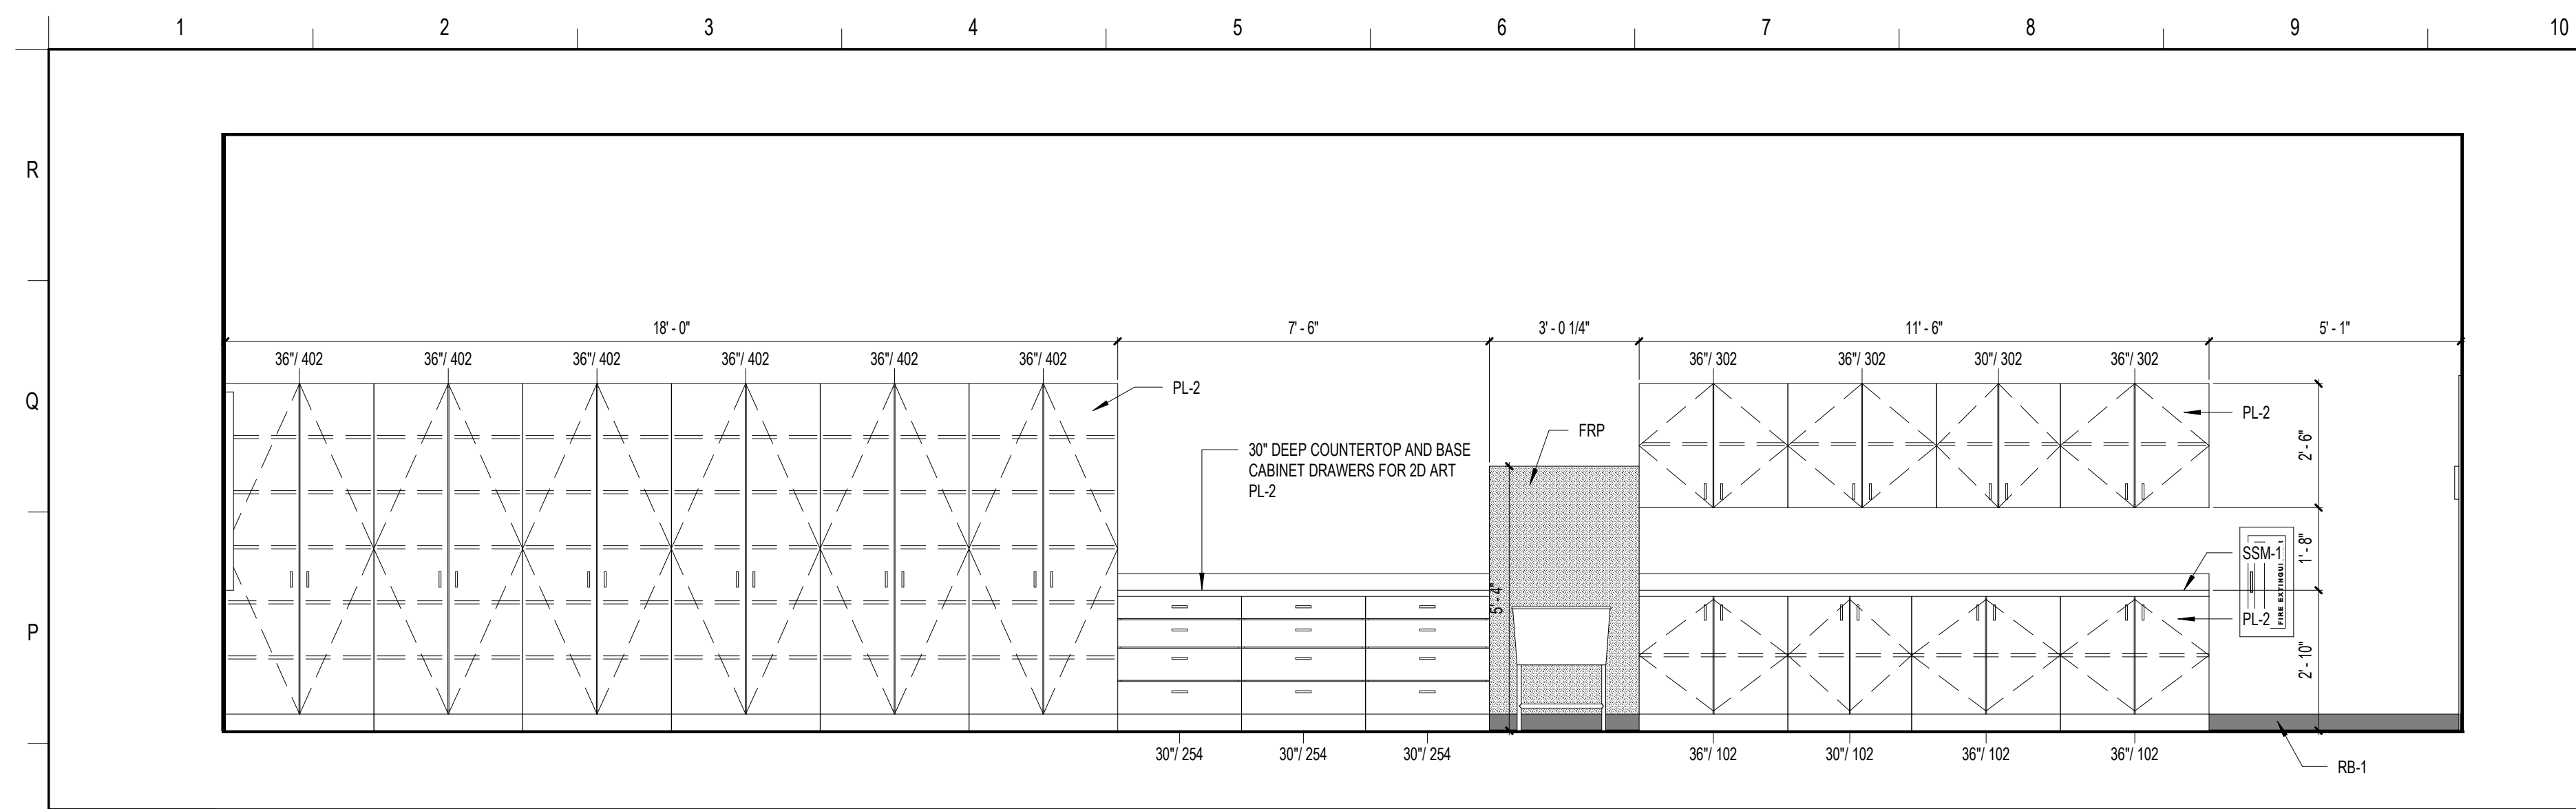 1 2 3 4 5 6 7 8 9 10
R
18' - 0" 7' - 6" 3' - 0 1/4" 11' - 6" 5' - 1"
36"/ 402 36"/ 402 36"/ 402 36"/ 402 36"/ 402 36"/ 402 36"/ 302 36"/ 302 30"/ 302 36"/ 302
Q
PL-2
PL-2
FRP
2' - 6"
30" DEEP COUNTERTOP AND BASE
CABINET DRAWERS FOR 2D ART
PL-2
SSM-1
1' - 8"
FIRE
5' - 4"
P
PL-2
2' - 10"
30"/ 254 30"/ 254 30"/ 254 36"/ 102 30"/ 102 36"/ 102 36"/ 102
RB-1